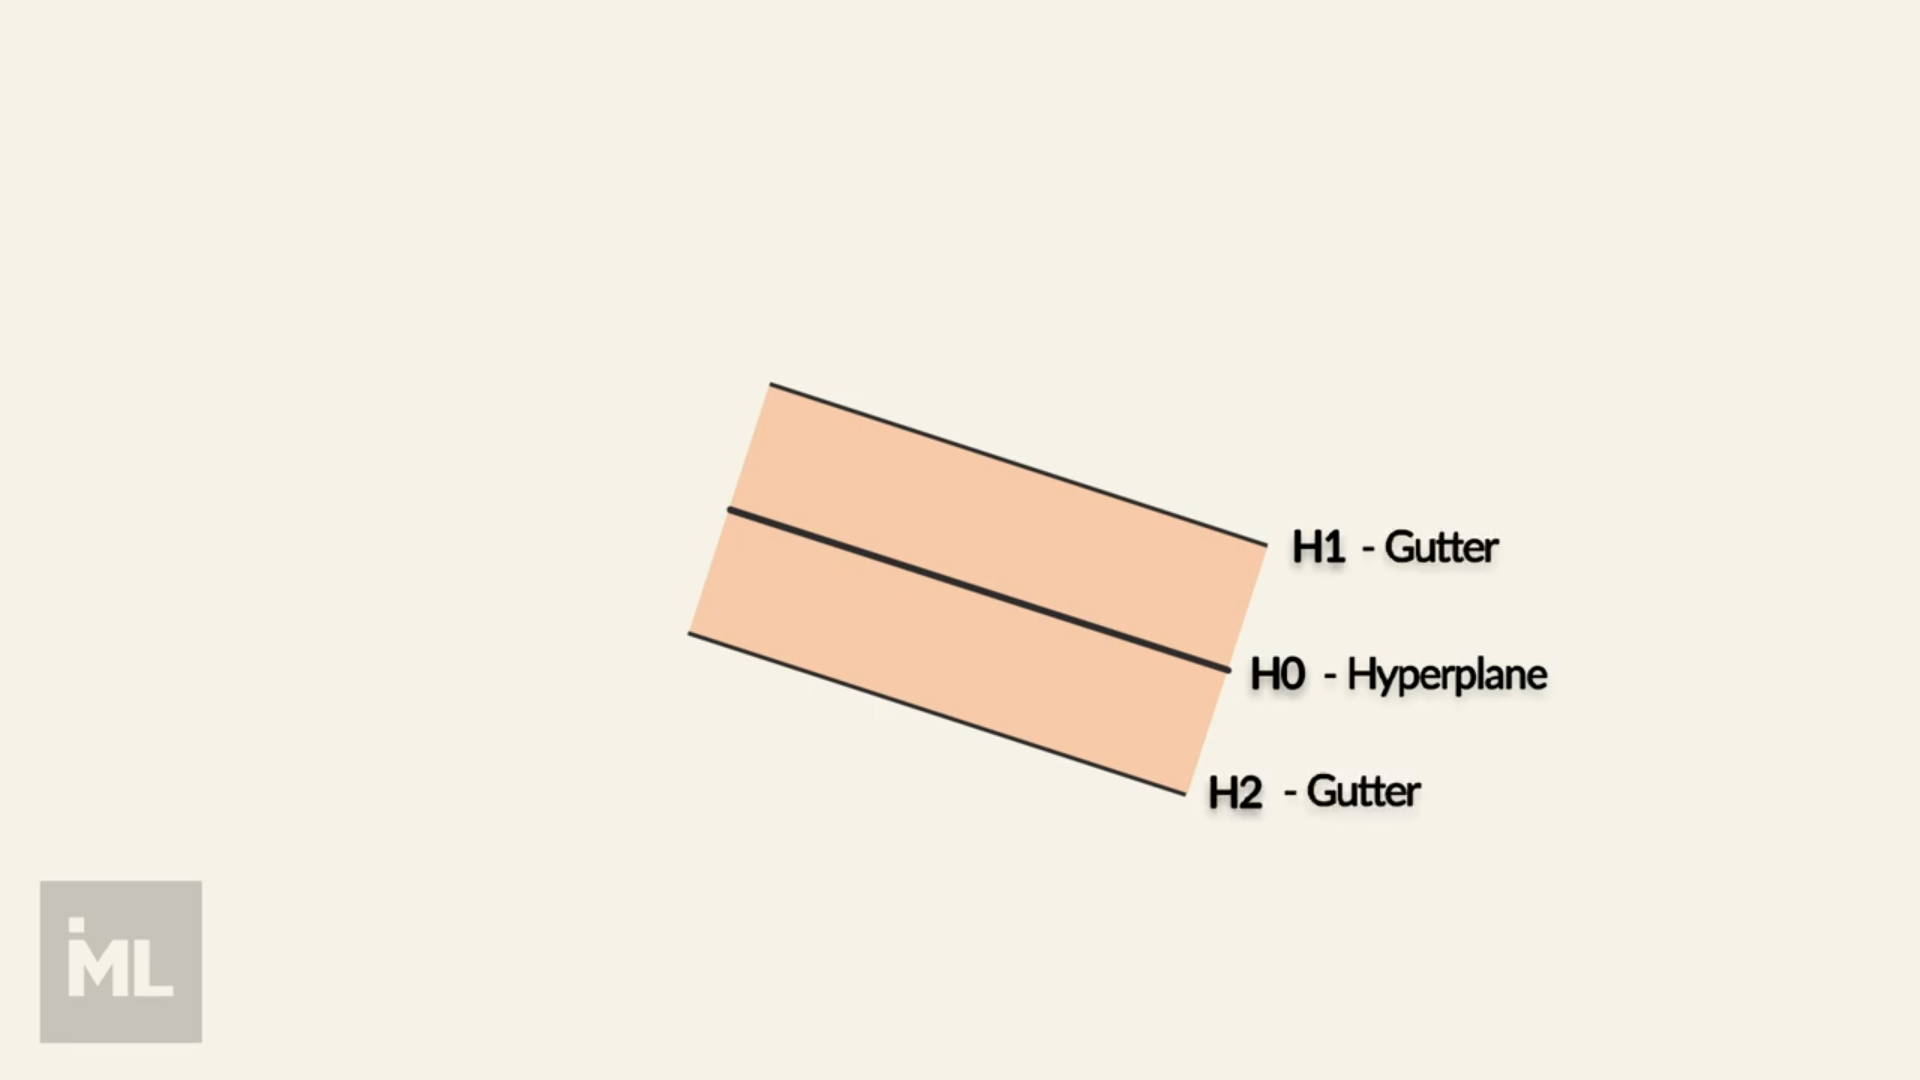 H1 - Gutter
H0 - Hyperplane
H2 - Gutter
iML